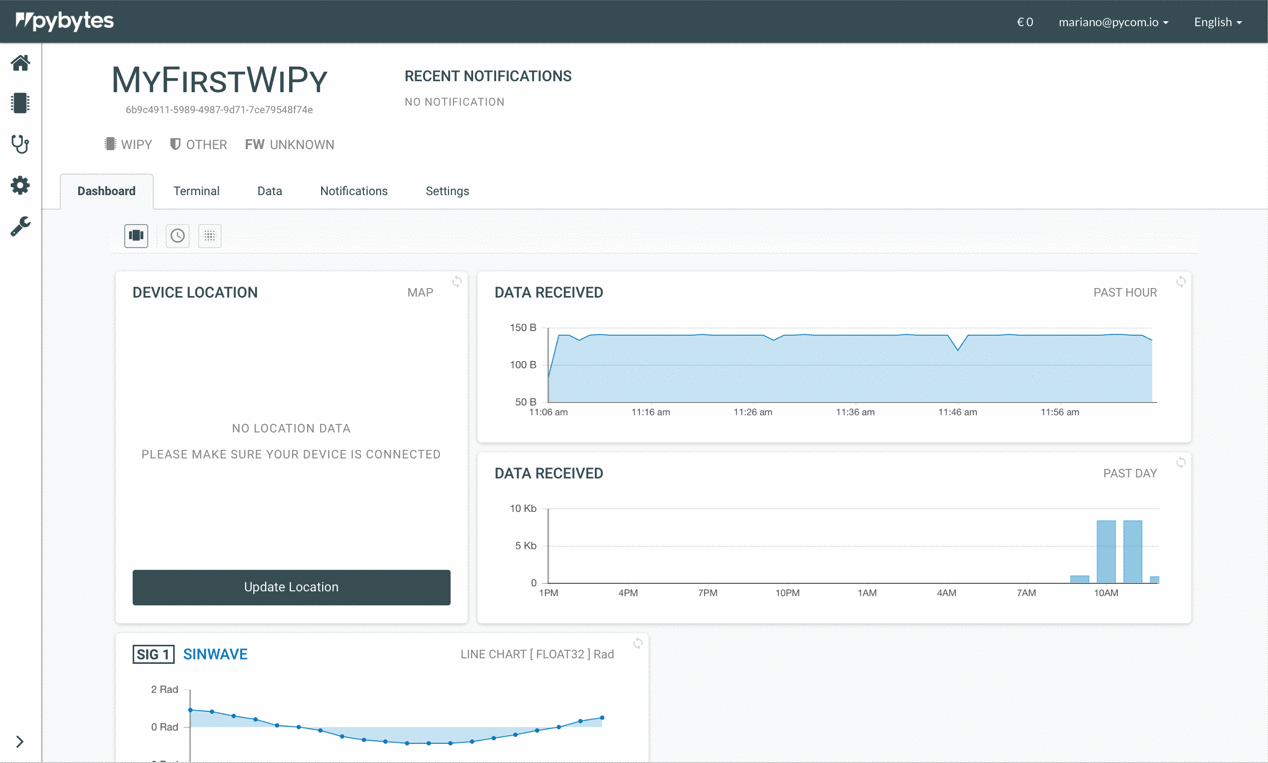 pybytes
€ 0 mariano@pycom.io English
MyFirstWiPy
6b9c4911-5989-4987-9d71-7ce79548f74e
RECENT NOTIFICATIONS
NO NOTIFICATION
WIPY OTHER FW UNKNOWN
Dashboard Terminal Data Notifications Settings
DEVICE LOCATION MAP
NO LOCATION DATA
PLEASE MAKE SURE YOUR DEVICE IS CONNECTED
Update Location
DATA RECEIVED PAST HOUR
150 B
100 B
50 B
11:06 am 11:16 am 11:26 am 11:36 am 11:46 am 11:56 am
DATA RECEIVED PAST DAY
10 Kb
5 Kb
0
1PM 4PM 7PM 10PM 1AM 4AM 7AM 10AM
SIG 1 SINWAVE LINE CHART [ FLOAT32 ] Rad
2 Rad
0 Rad